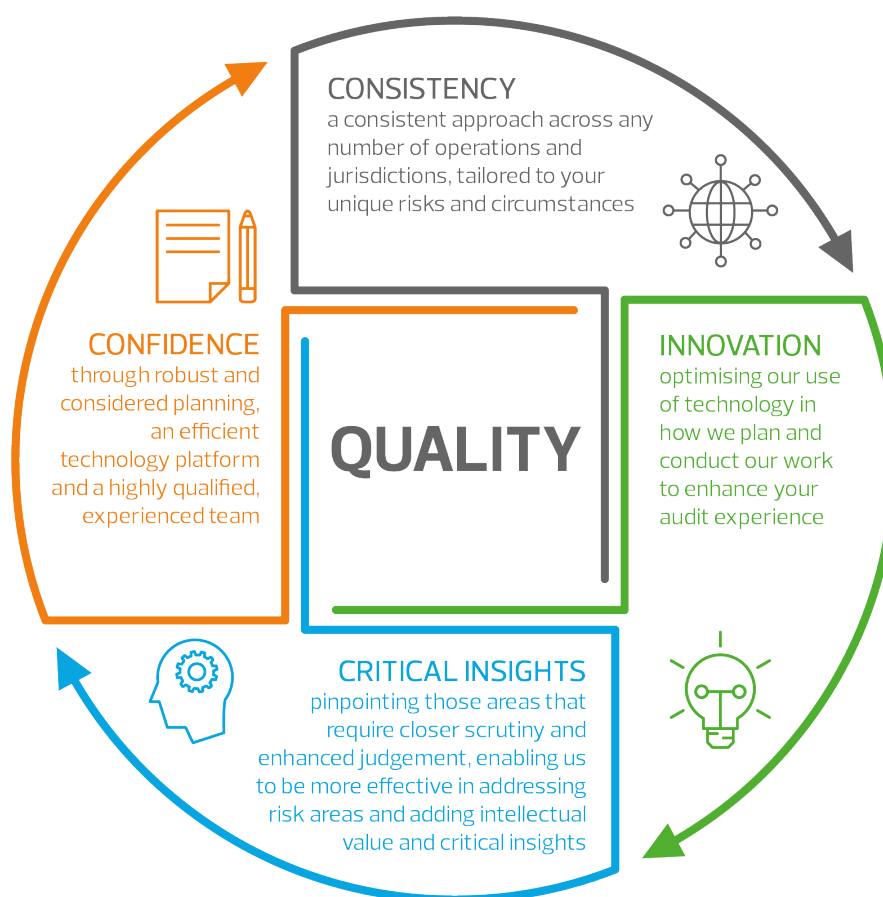 CONSISTENCY
a consistent approach across any
number of operations and
jurisdictions, tailored to your
unique risks and circumstances
CONFIDENCE
through robust and
considered planning,
an efficient
technology platform
and a highly qualified,
experienced team
QUALITY
INNOVATION
optimising our use
of technology in
how we plan and
conduct our work
to enhance your
audit experience
CRITICAL INSIGHTS
pinpointing those areas that
require closer scrutiny and
enhanced judgement, enabling us
to be more effective in addressing
risk areas and adding intellectual
value and critical insights